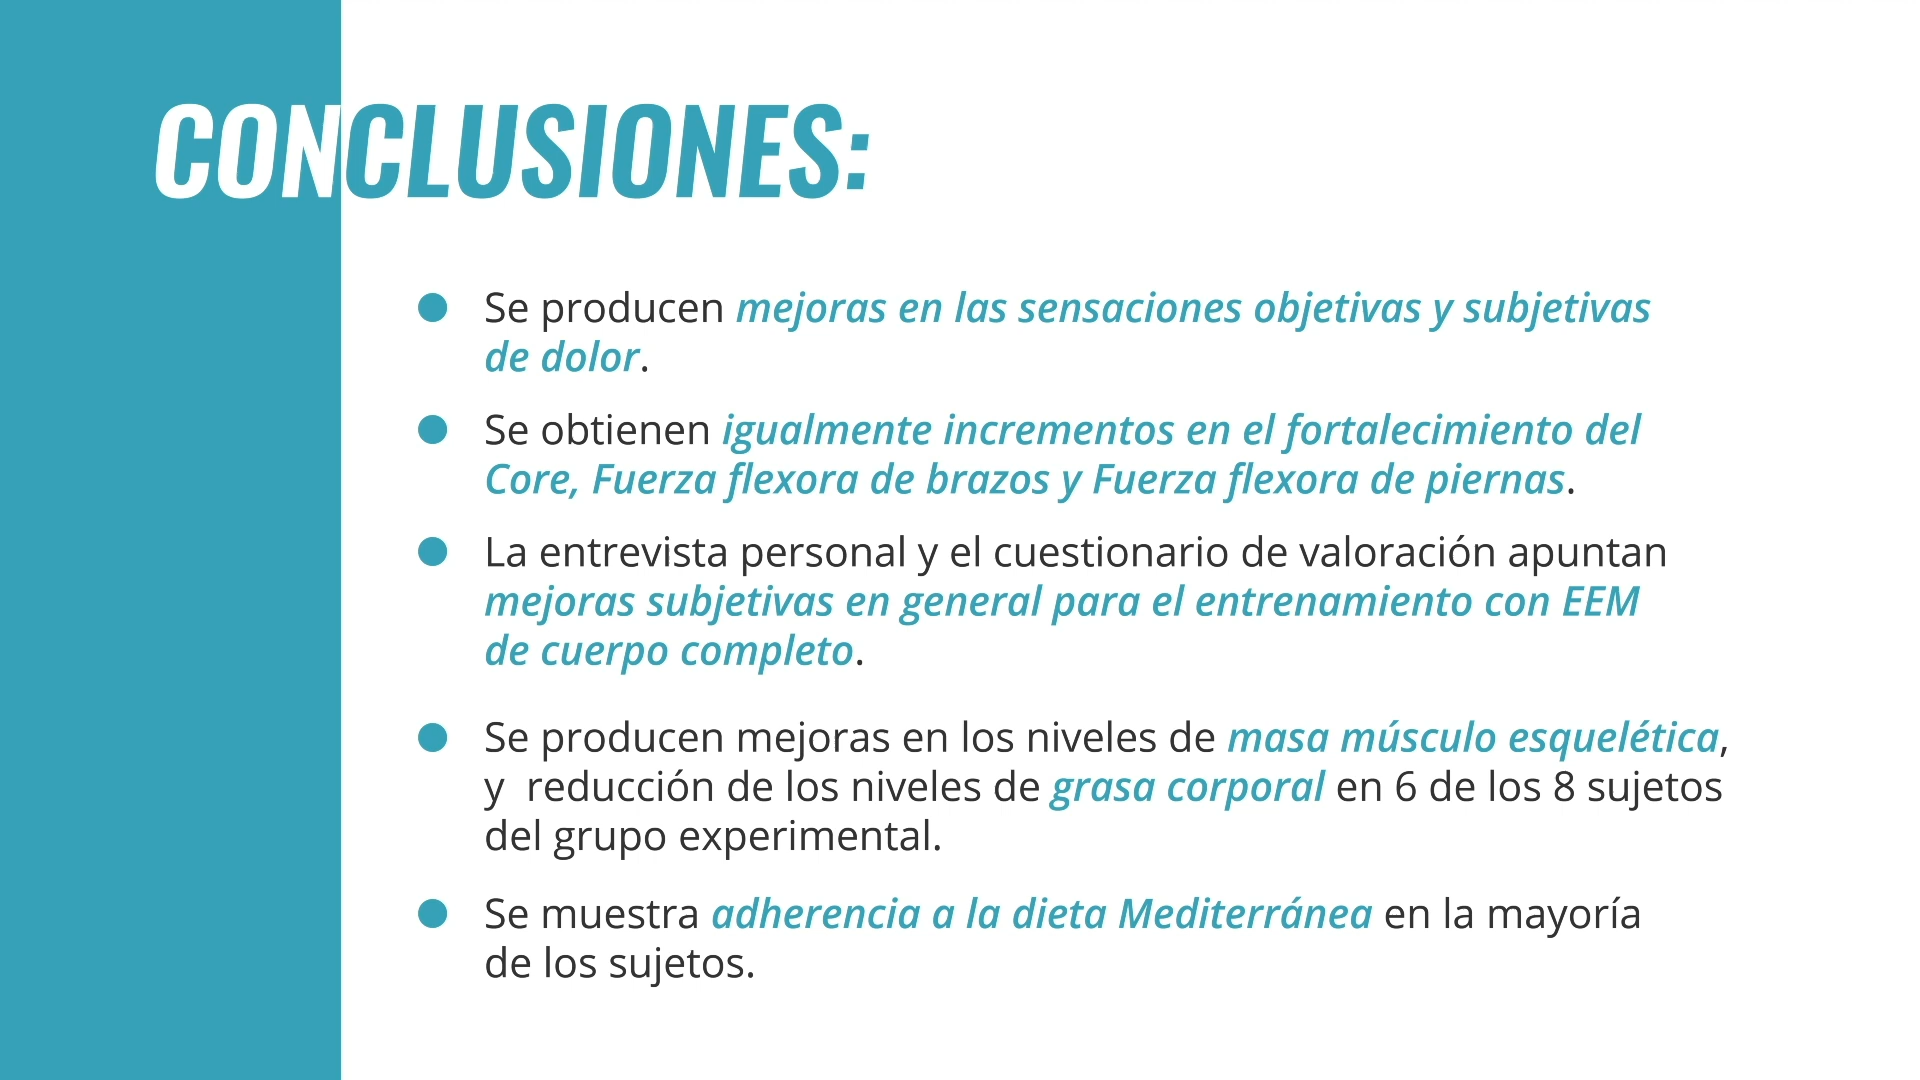 CONCLUSIONES:
Se producen mejoras en las sensaciones objetivas y subjetivas
de dolor.
Se obtienen igualmente incrementos en el fortalecimiento del
Core, Fuerza flexora de brazos y Fuerza flexora de piernas.
La entrevista personal y el cuestionario de valoración apuntan
mejoras subjetivas en general para el entrenamiento con EEM
de cuerpo completo.
Se producen mejoras en los niveles de masa músculo esquelética,
y  reducción de los niveles de grasa corporal en 6 de los 8 sujetos
del grupo experimental.
Se muestra adherencia a la dieta Mediterránea en la mayoría
de los sujetos.